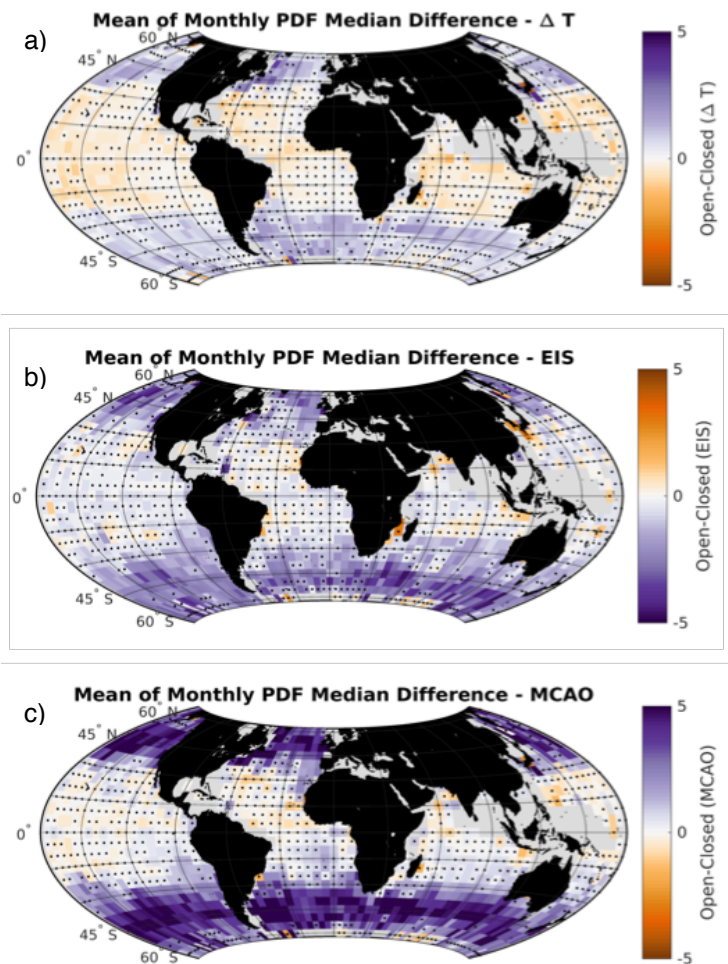 a)
Mean of Monthly PDF Median Difference - Δ T
60° N
45°
0°
45° S
60° S
5
0
-5
Open-Closed (Δ T)
b)
Mean of Monthly PDF Median Difference - EIS
60° N
45°
0°
45° S
60° S
5
0
-5
Open-Closed (EIS)
c)
Mean of Monthly PDF Median Difference - MCAO
60° N
45°
0°
45° S
60° S
5
0
-5
Open-Closed (MCAO)